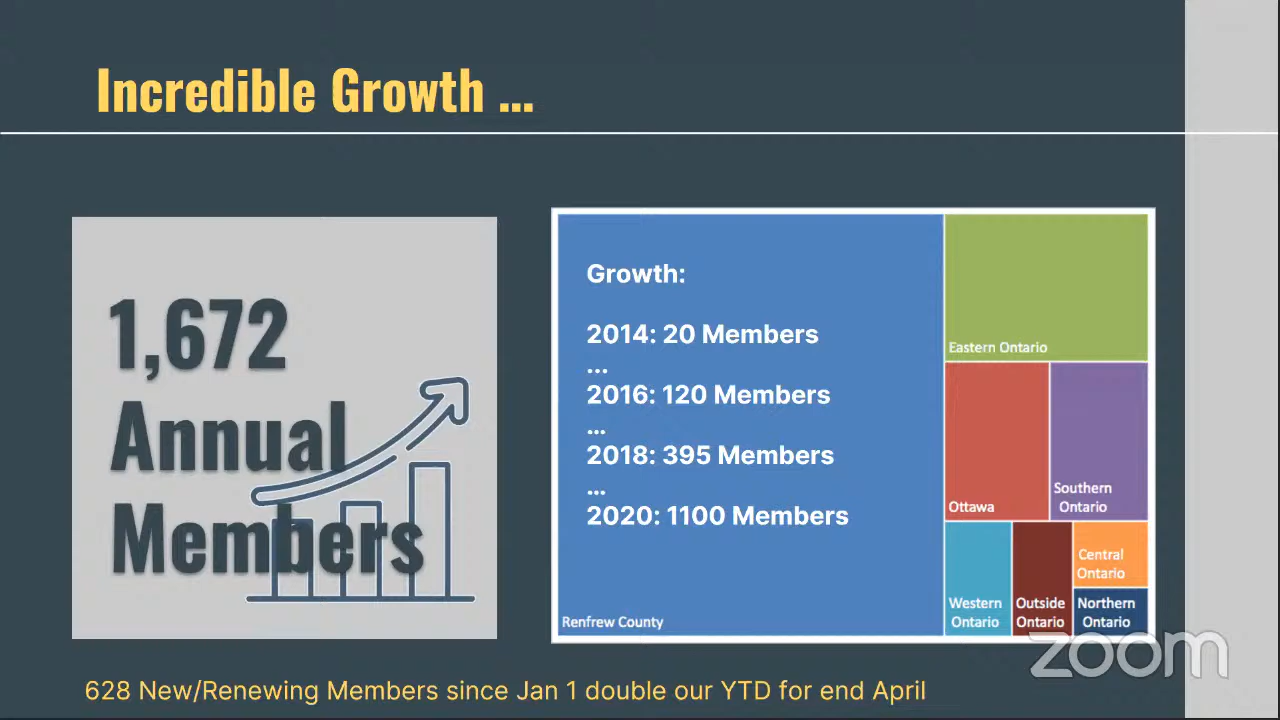 Incredible Growth ...
1,672
Annual
Members
Growth:
2014: 20 Members
...
2016: 120 Members
...
2018: 395 Members
...
2020: 1100 Members
Renfrew County
Eastern Ontario
Ottawa
Southern
Ontario
Western
Ontario
Outside
Ontario
Central
Ontario
Northern
Ontario
zoom
628 New/Renewing Members since Jan 1 double our YTD for end April